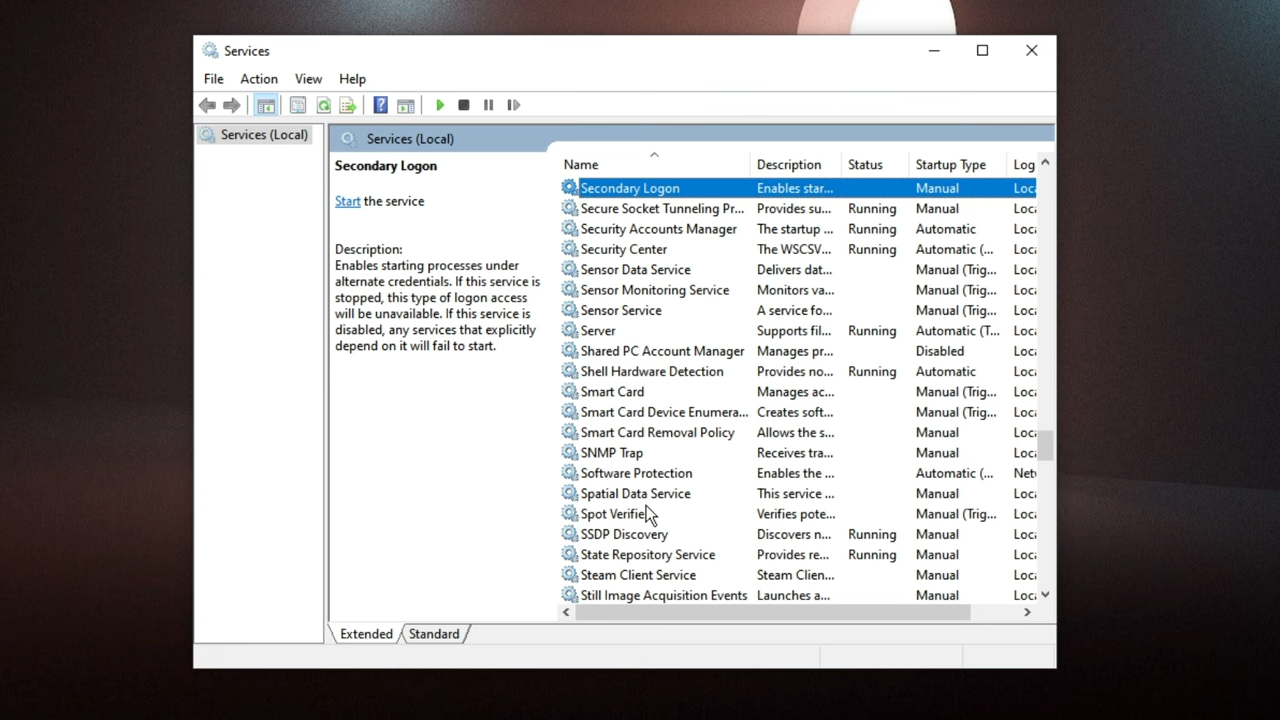 Services
File Action View Help
Services (Local)
Services (Local)
Secondary Logon
Start the service
Description:
Enables starting processes under
alternate credentials. If this service is
stopped, this type of logon access
will be unavailable. If this service is
disabled, any services that explicitly
depend on it will fail to start.
Name Description Status Startup Type Log
Secondary Logon Enables star... Manual Loca
Secure Socket Tunneling Pr... Provides su... Running Manual Loca
Security Accounts Manager The startup ... Running Automatic Loca
Security Center The WSCSV... Running Automatic (... Loca
Sensor Data Service Delivers dat... Manual (Trig... Loca
Sensor Monitoring Service Monitors va... Manual (Trig... Loca
Sensor Service A service fo... Manual (Trig... Loca
Server Supports fil... Running Automatic (T... Loca
Shared PC Account Manager Manages pr... Disabled Loca
Shell Hardware Detection Provides no... Running Automatic Loca
Smart Card Manages ac... Manual (Trig... Loca
Smart Card Device Enumera... Creates soft... Manual (Trig... Loca
Smart Card Removal Policy Allows the s... Manual Loca
SNMP Trap Receives tra... Manual Loca
Software Protection Enables the ... Automatic (... Net
Spatial Data Service This service ... Manual Loca
Spot Verifier Verifies pote... Manual (Trig... Loca
SSDP Discovery Discovers n... Running Manual Loca
State Repository Service Provides re... Running Manual Loca
Steam Client Service Steam Clien... Manual Loca
Still Image Acquisition Events Launches a... Manual Loca
Extended Standard